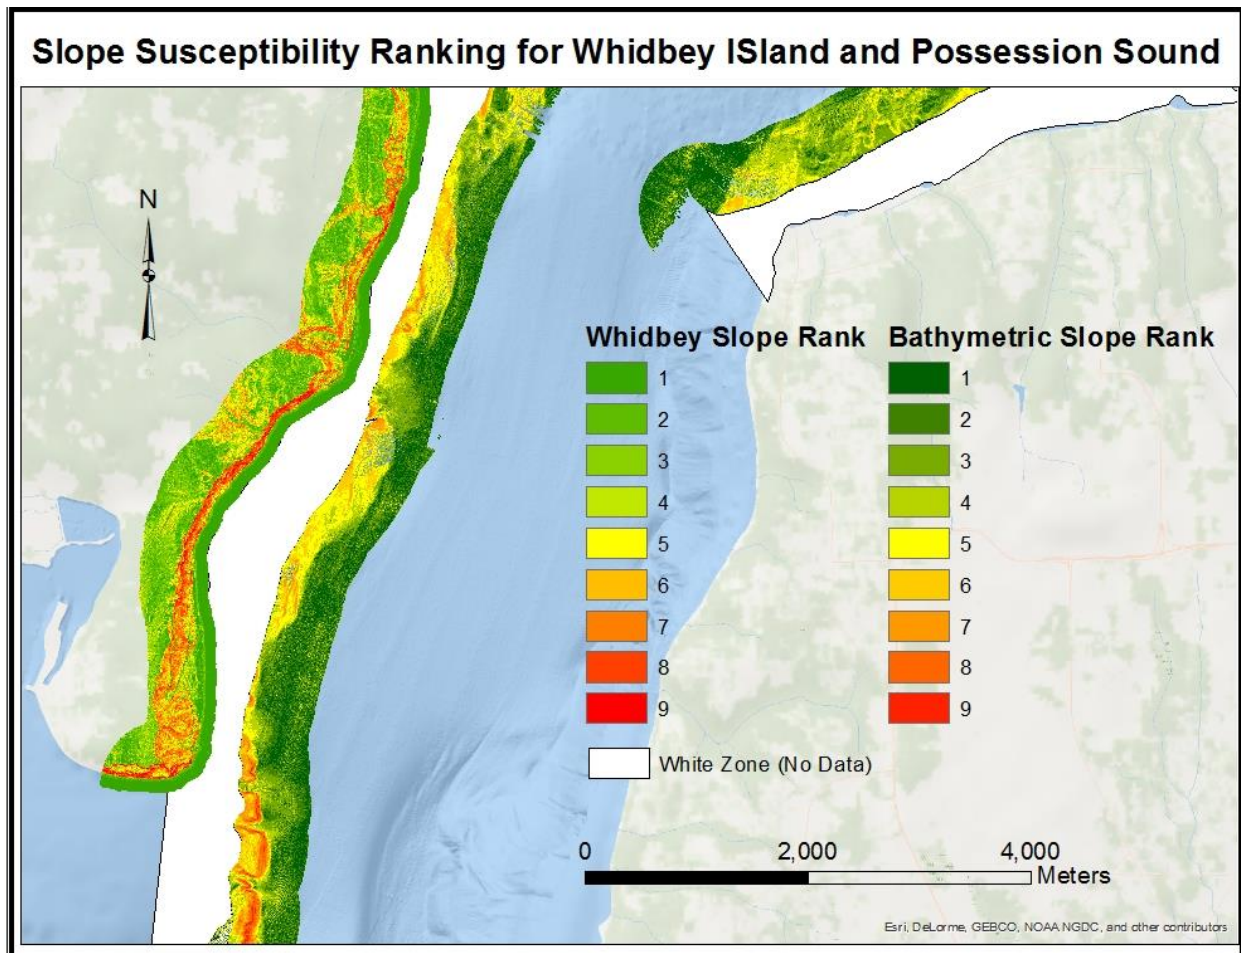 Slope Susceptibility Ranking for Whidbey ISland and Possession Sound
N
Whidbey Slope Rank
1
2
3
4
5
6
7
8
9
Bathymetric Slope Rank
1
2
3
4
5
6
7
8
9
White Zone (No Data)
0 2,000 4,000
Meters
Esri, DeLorme, GEBCO, NOAA NGDC, and other contributors